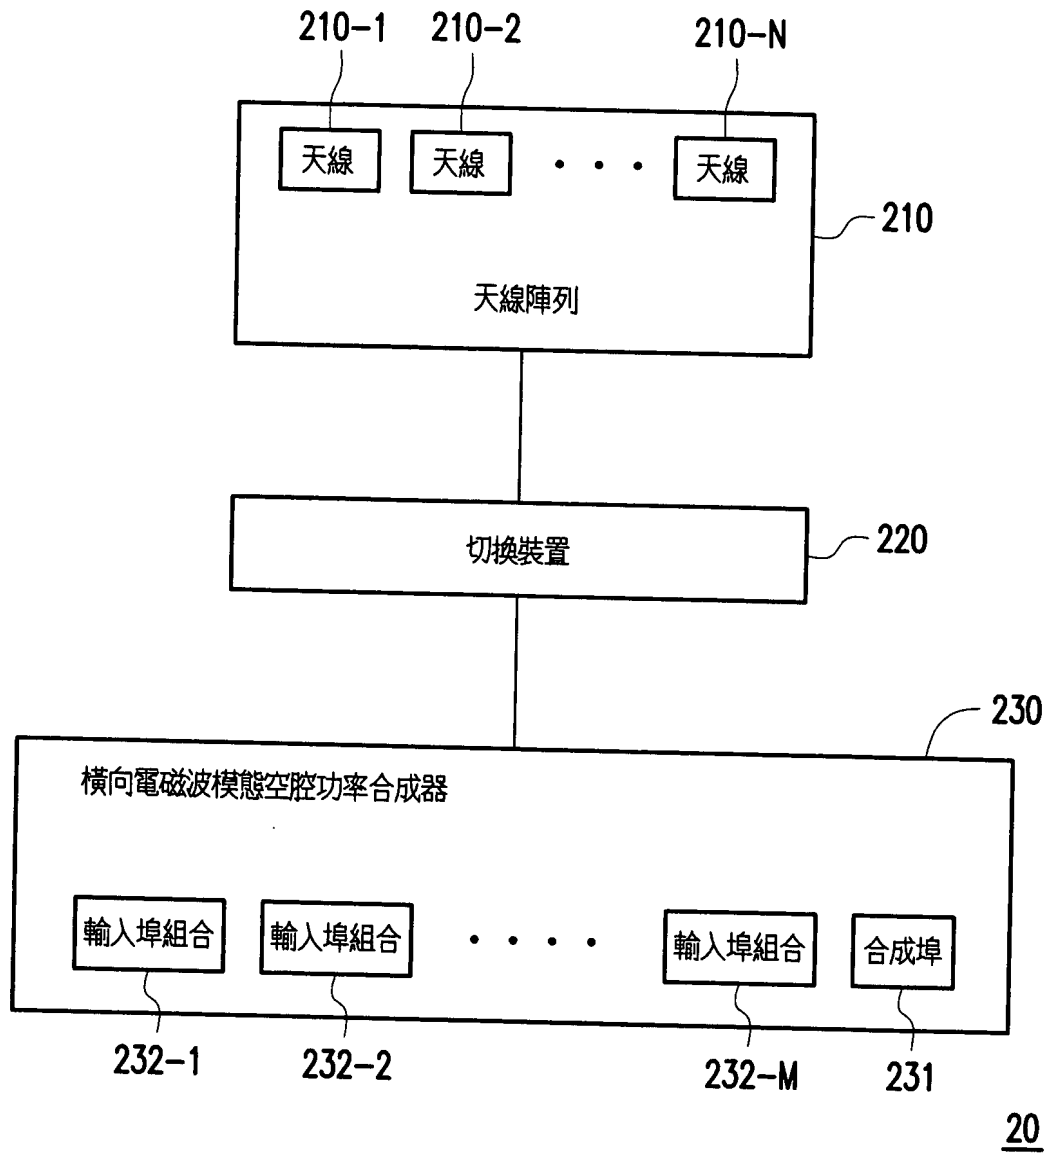 210-1 210-2 210-N
天線 天線 天線
210
天線陣列
切換裝置 220
230
橫向電磁波模態空腔功率合成器
輸入埠組合 輸入埠組合 輸入埠組合 合成埠
232-1 232-2 232-M 231
20